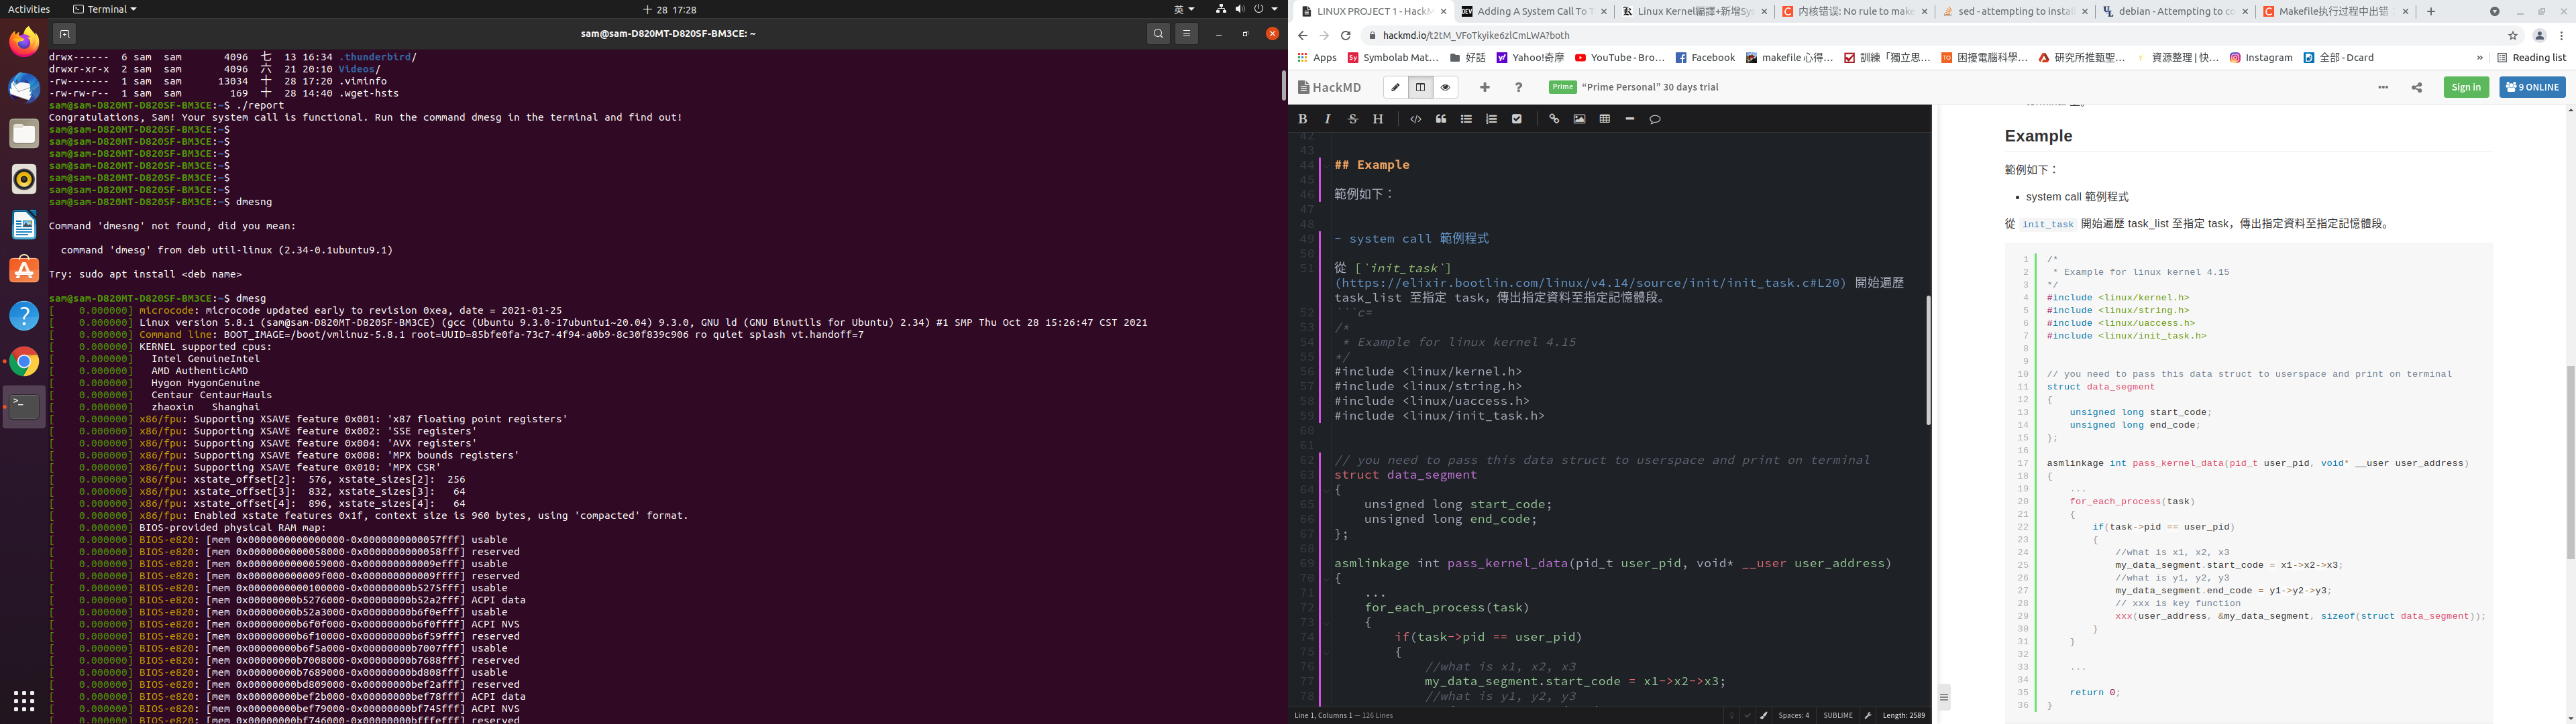 Activities
Terminal
十 28 17:28
英
sam@sam-D820MT-D820SF-BM3CE: ~
drwx------  6 sam  sam       4096  七  13 16:34 .thunderbird/
drwxr-xr-x  2 sam  sam       4096  六  21 20:10 Videos/
-rw-------  1 sam  sam      13034  十  28 17:20 .viminfo
-rw-rw-r--  1 sam  sam        169  十  28 14:40 .wget-hsts
sam@sam-D820MT-D820SF-BM3CE:~$ ./report
Congratulations, Sam! Your system call is functional. Run the command dmesg in the terminal and find out!
sam@sam-D820MT-D820SF-BM3CE:~$
sam@sam-D820MT-D820SF-BM3CE:~$
sam@sam-D820MT-D820SF-BM3CE:~$
sam@sam-D820MT-D820SF-BM3CE:~$
sam@sam-D820MT-D820SF-BM3CE:~$
sam@sam-D820MT-D820SF-BM3CE:~$
sam@sam-D820MT-D820SF-BM3CE:~$ dmesng
Command 'dmesng' not found, did you mean:
command 'dmesg' from deb util-linux (2.34-0.1ubuntu9.1)
Try: sudo apt install <deb name>
sam@sam-D820MT-D820SF-BM3CE:~$ dmesg
[    0.000000] microcode: microcode updated early to revision 0xea, date = 2021-01-25
[    0.000000] Linux version 5.8.1 (sam@sam-D820MT-D820SF-BM3CE) (gcc (Ubuntu 9.3.0-17ubuntu1~20.04) 9.3.0, GNU ld (GNU Binutils for Ubuntu) 2.34) #1 SMP Thu Oct 28 15:26:47 CST 2021
[    0.000000] Command line: BOOT_IMAGE=/boot/vmlinuz-5.8.1 root=UUID=85bfe0fa-73c7-4f94-a0b9-8c30f839c906 ro quiet splash vt.handoff=7
[    0.000000] KERNEL supported cpus:
[    0.000000]   Intel GenuineIntel
[    0.000000]   AMD AuthenticAMD
[    0.000000]   Hygon HygonGenuine
[    0.000000]   Centaur CentaurHauls
[    0.000000]   zhaoxin   Shanghai
[    0.000000] x86/fpu: Supporting XSAVE feature 0x001: 'x87 floating point registers'
[    0.000000] x86/fpu: Supporting XSAVE feature 0x002: 'SSE registers'
[    0.000000] x86/fpu: Supporting XSAVE feature 0x004: 'AVX registers'
[    0.000000] x86/fpu: Supporting XSAVE feature 0x008: 'MPX bounds registers'
[    0.000000] x86/fpu: Supporting XSAVE feature 0x010: 'MPX CSR'
[    0.000000] x86/fpu: xstate_offset[2]:  576, xstate_sizes[2]:  256
[    0.000000] x86/fpu: xstate_offset[3]:  832, xstate_sizes[3]:   64
[    0.000000] x86/fpu: xstate_offset[4]:  896, xstate_sizes[4]:   64
[    0.000000] x86/fpu: Enabled xstate features 0x1f, context size is 960 bytes, using 'compacted' format.
[    0.000000] BIOS-provided physical RAM map:
[    0.000000] BIOS-e820: [mem 0x0000000000000000-0x0000000000057fff] usable
[    0.000000] BIOS-e820: [mem 0x0000000000058000-0x0000000000058fff] reserved
[    0.000000] BIOS-e820: [mem 0x0000000000059000-0x000000000009efff] usable
[    0.000000] BIOS-e820: [mem 0x000000000009f000-0x000000000009ffff] reserved
[    0.000000] BIOS-e820: [mem 0x0000000000100000-0x00000000b5275fff] usable
[    0.000000] BIOS-e820: [mem 0x00000000b5276000-0x00000000b52a2fff] ACPI data
[    0.000000] BIOS-e820: [mem 0x00000000b52a3000-0x00000000b6f0efff] usable
[    0.000000] BIOS-e820: [mem 0x00000000b6f0f000-0x00000000b6f0ffff] ACPI NVS
[    0.000000] BIOS-e820: [mem 0x00000000b6f10000-0x00000000b6f59fff] reserved
[    0.000000] BIOS-e820: [mem 0x00000000b6f5a000-0x00000000b7007fff] usable
[    0.000000] BIOS-e820: [mem 0x00000000b7008000-0x00000000b7688fff] reserved
[    0.000000] BIOS-e820: [mem 0x00000000b7689000-0x00000000bd808fff] usable
[    0.000000] BIOS-e820: [mem 0x00000000bd809000-0x00000000bef2afff] reserved
[    0.000000] BIOS-e820: [mem 0x00000000bef2b000-0x00000000bef78fff] ACPI data
[    0.000000] BIOS-e820: [mem 0x00000000bef79000-0x00000000bf745fff] ACPI NVS
[    0.000000] BIOS-e820: [mem 0x00000000bf746000-0x00000000bfffefff] reserved
LINUX PROJECT 1 - HackM
Adding A System Call To T
Linux Kernel編譯+新增Sys
内核错误: No rule to make
sed - attempting to install
debian - Attempting to co
Makefile执行过程中出错
hackmd.io/t2tM_VFoTkyike6zlCmLWA?both
Apps
Symbolab Mat...
好話
Yahoo!奇摩
YouTube - Bro...
Facebook
makefile 心得...
訓練「獨立思...
困擾電腦科學...
研究所推甄聖...
資源整理 | 快...
Instagram
全部 - Dcard
»
Reading list
HackMD
Prime
“Prime Personal” 30 days trial
Sign in
9 ONLINE
42
43
44 ## Example
45
46 範例如下：
47
48
49 - system call 範例程式
50
51 從 [`init_task`]
(https://elixir.bootlin.com/linux/v4.14/source/init/init_task.c#L20) 開始遍歷
task_list 至指定 task，傳出指定資料至指定記憶體段。
52 ```c=
53 /*
54  * Example for linux kernel 4.15
55 */
56 #include <linux/kernel.h>
57 #include <linux/string.h>
58 #include <linux/uaccess.h>
59 #include <linux/init_task.h>
60
61
62 // you need to pass this data struct to userspace and print on terminal
63 struct data_segment
64 {
65     unsigned long start_code;
66     unsigned long end_code;
67 };
68
69 asmlinkage int pass_kernel_data(pid_t user_pid, void* __user user_address)
70 {
71     ...
72     for_each_process(task)
73     {
74         if(task->pid == user_pid)
75         {
76             //what is x1, x2, x3
77             my_data_segment.start_code = x1->x2->x3;
78             //what is y1, y2, y3
Line 1, Columns 1 — 126 Lines
Spaces: 4
SUBLIME
Length: 2589
Example
範例如下：
• system call 範例程式
從 init_task 開始遍歷 task_list 至指定 task，傳出指定資料至指定記憶體段。
1 /*
2  * Example for linux kernel 4.15
3 */
4 #include <linux/kernel.h>
5 #include <linux/string.h>
6 #include <linux/uaccess.h>
7 #include <linux/init_task.h>
8
9
10 // you need to pass this data struct to userspace and print on terminal
11 struct data_segment
12 {
13     unsigned long start_code;
14     unsigned long end_code;
15 };
16
17 asmlinkage int pass_kernel_data(pid_t user_pid, void* __user user_address)
18 {
19     ...
20     for_each_process(task)
21     {
22         if(task->pid == user_pid)
23         {
24             //what is x1, x2, x3
25             my_data_segment.start_code = x1->x2->x3;
26             //what is y1, y2, y3
27             my_data_segment.end_code = y1->y2->y3;
28             // xxx is key function
29             xxx(user_address, &my_data_segment, sizeof(struct data_segment));
30         }
31     }
32
33     ...
34
35     return 0;
36 }